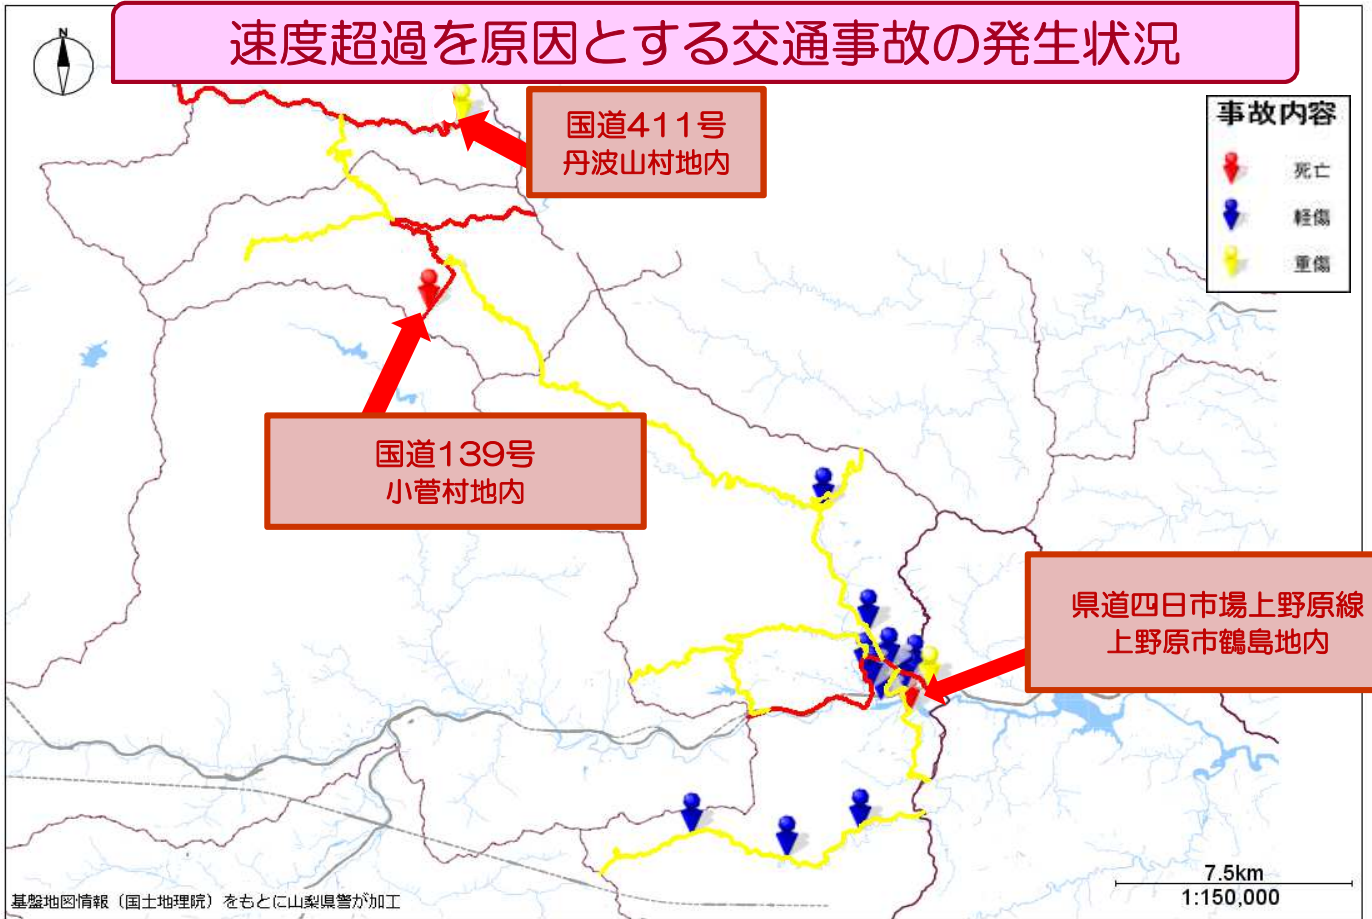 速度超過を原因とする交通事故の発生状況
N
国道411号
丹波山村地内
事故内容
死亡
軽傷
重傷
国道139号
小菅村地内
県道四日市場上野原線
上野原市鶴島地内
7.5km
1:150,000
基盤地図情報（国土地理院）をもとに山梨県警が加工